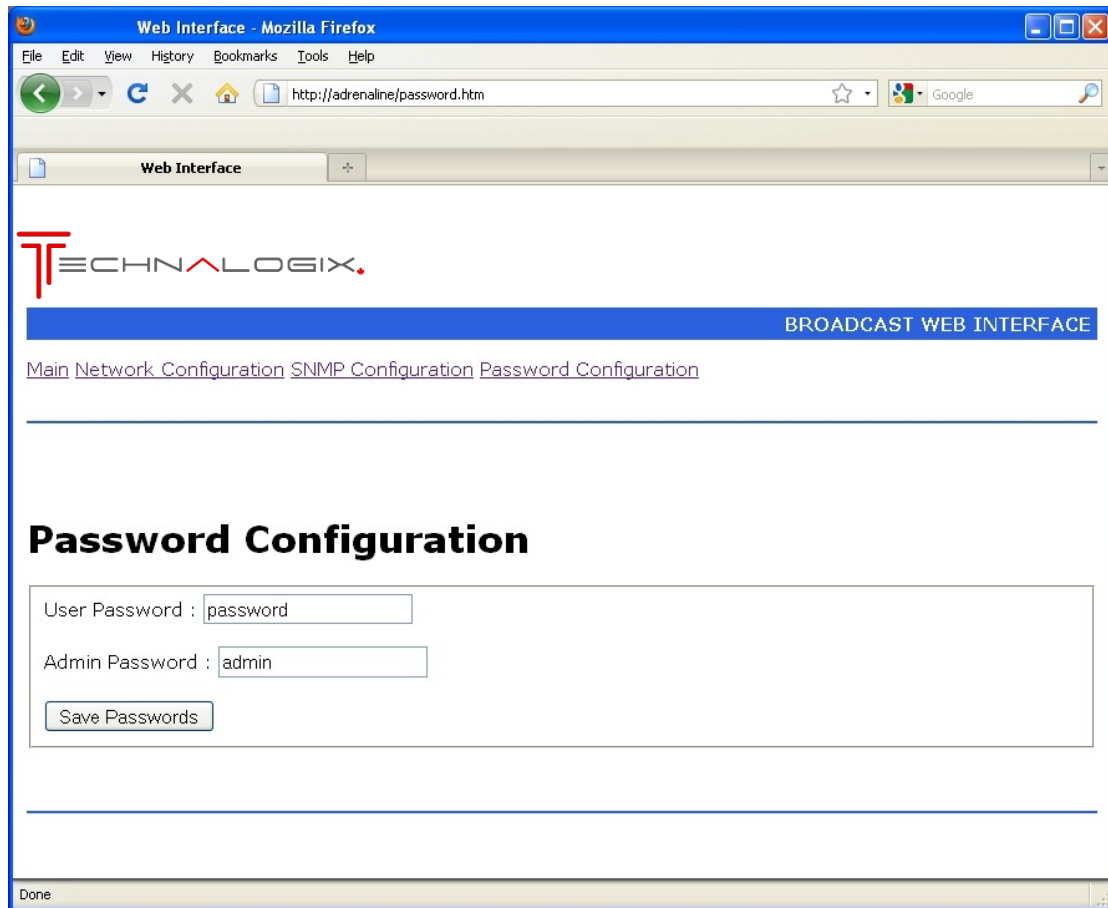 Web Interface - Mozilla Firefox
File Edit View History Bookmarks Tools Help
http://adrenaline/password.htm Google
Web Interface
TECHNALOGIX
BROADCAST WEB INTERFACE
Main Network Configuration SNMP Configuration Password Configuration
Password Configuration
User Password : password
Admin Password : admin
Save Passwords
Done